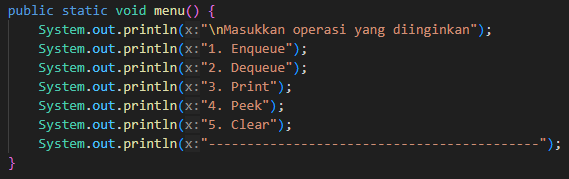 public static void menu() {
System.out.println(x:"\nMasukkan operasi yang diinginkan");
System.out.println(x:"1. Enqueue");
System.out.println(x:"2. Dequeue");
System.out.println(x:"3. Print");
System.out.println(x:"4. Peek");
System.out.println(x:"5. Clear");
System.out.println(x:"-------------------------------------------");
}